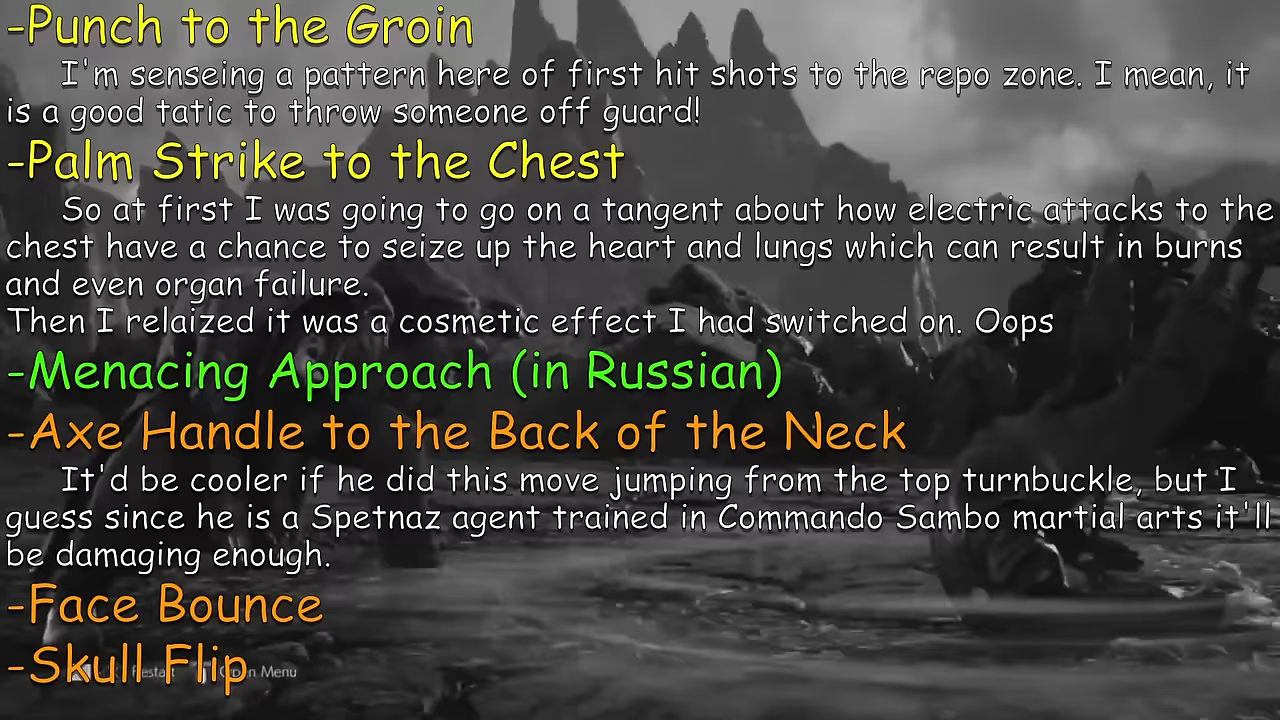 -Punch to the Groin
I'm senseing a pattern here of first hit shots to the repo zone. I mean, it
is a good tatic to throw someone off guard!
-Palm Strike to the Chest
So at first I was going to go on a tangent about how electric attacks to the
chest have a chance to seize up the heart and lungs which can result in burns
and even organ failure.
Then I relaized it was a cosmetic effect I had switched on. Oops
-Menacing Approach (in Russian)
-Axe Handle to the Back of the Neck
It'd be cooler if he did this move jumping from the top turnbuckle, but I
guess since he is a Spetnaz agent trained in Commando Sambo martial arts it'll
be damaging enough.
-Face Bounce
-Skull Flip
Restart Open Menu